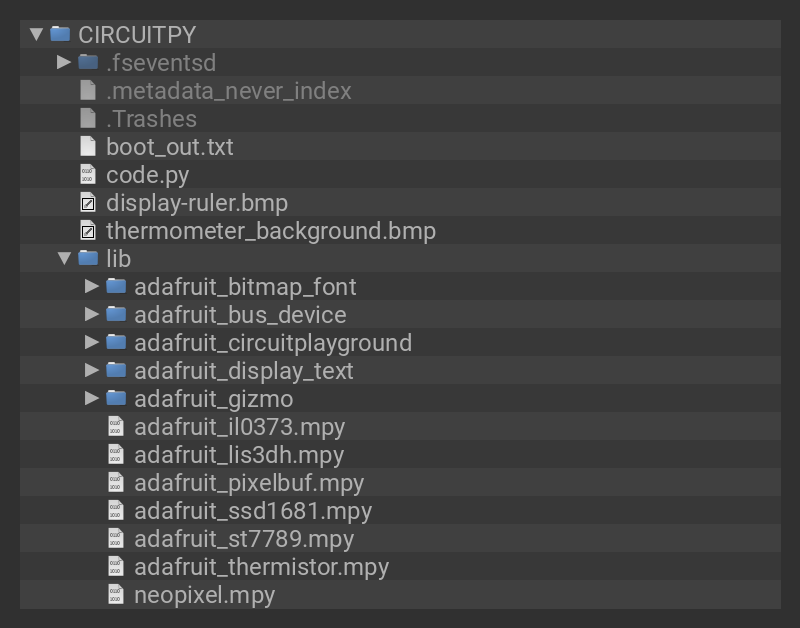 CIRCUITPY
.fseventsd
.metadata_never_index
.Trashes
boot_out.txt
code.py
display-ruler.bmp
thermometer_background.bmp
lib
adafruit_bitmap_font
adafruit_bus_device
adafruit_circuitplayground
adafruit_display_text
adafruit_gizmo
adafruit_il0373.mpy
adafruit_lis3dh.mpy
adafruit_pixelbuf.mpy
adafruit_ssd1681.mpy
adafruit_st7789.mpy
adafruit_thermistor.mpy
neopixel.mpy